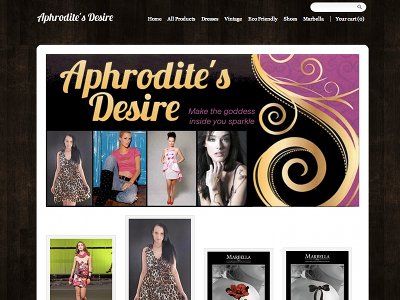 Aphrodite's Desire
Home All Products Dresses Vintage Eco Friendly Shoes Marbella | Your cart (0)
Aphrodite's
Desire
Make the goddess
inside you sparkle
MARBELLA
MARBELLA